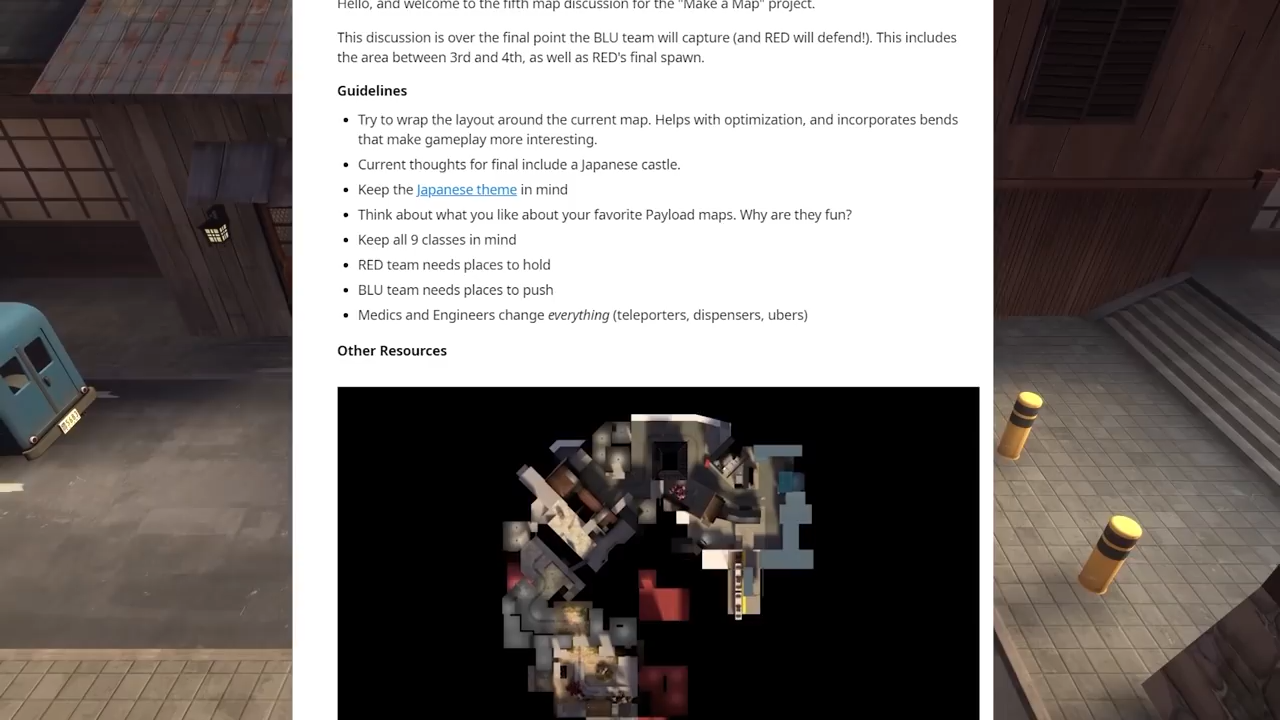 Hello, and welcome to the fifth map discussion for the "Make a Map" project.
This discussion is over the final point the BLU team will capture (and RED will defend!). This includes
the area between 3rd and 4th, as well as RED's final spawn.
Guidelines
Try to wrap the layout around the current map. Helps with optimization, and incorporates bends
that make gameplay more interesting.
Current thoughts for final include a Japanese castle.
Keep the Japanese theme in mind
Think about what you like about your favorite Payload maps. Why are they fun?
Keep all 9 classes in mind
RED team needs places to hold
BLU team needs places to push
Medics and Engineers change everything (teleporters, dispensers, ubers)
Other Resources